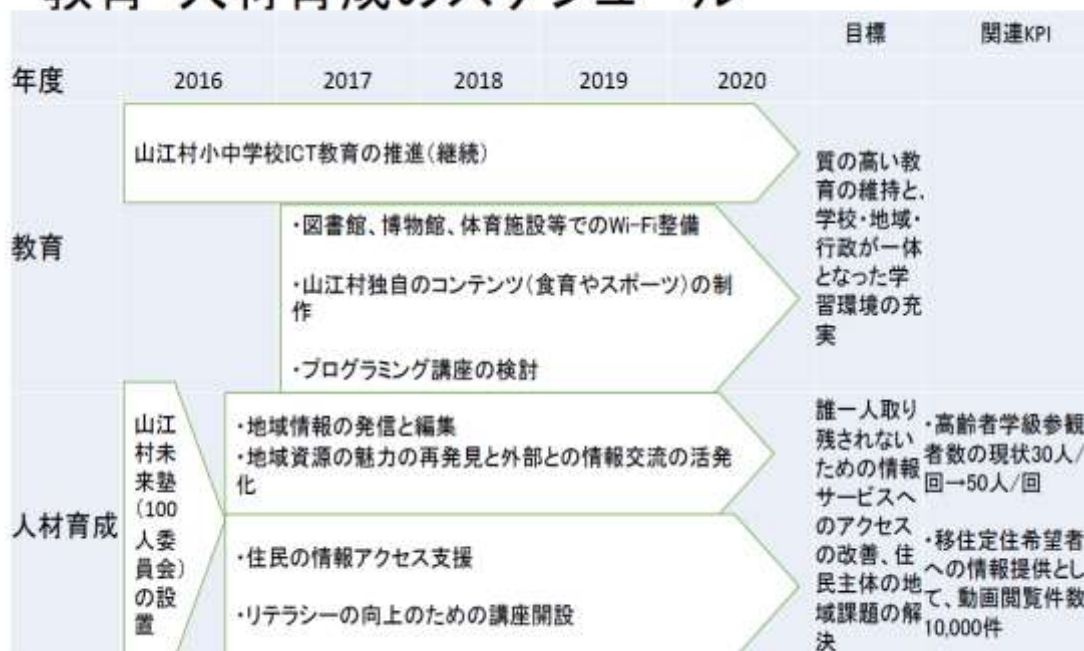 教育・人材育成のスケジュール
目標
関連KPI
年度
2016
2017
2018
2019
2020
教育
山江村小中学校ICT教育の推進(継続)
・図書館、博物館、体育施設等でのWi-Fi整備
・山江村独自のコンテンツ(食育やスポーツ)の制
作
・プログラミング講座の検討
質の高い教
育の維持と、
学校・地域・
行政が一体
となった学
習環境の充
実
人材育成
山江
村未
来塾
(100
人委
員会)
の設
置
・地域情報の発信と編集
・地域資源の魅力の再発見と外部との情報交流の活発
化
・住民の情報アクセス支援
・リテラシーの向上のための講座開設
誰一人取り
残されない
ための情報
サービスへ
のアクセス
の改善、住
民主体の地
域課題の解
決
・高齢者学級参観
者数の現状30人/
回→50人/回
・移住定住希望者
への情報提供とし
て、動画閲覧件数
10,000件